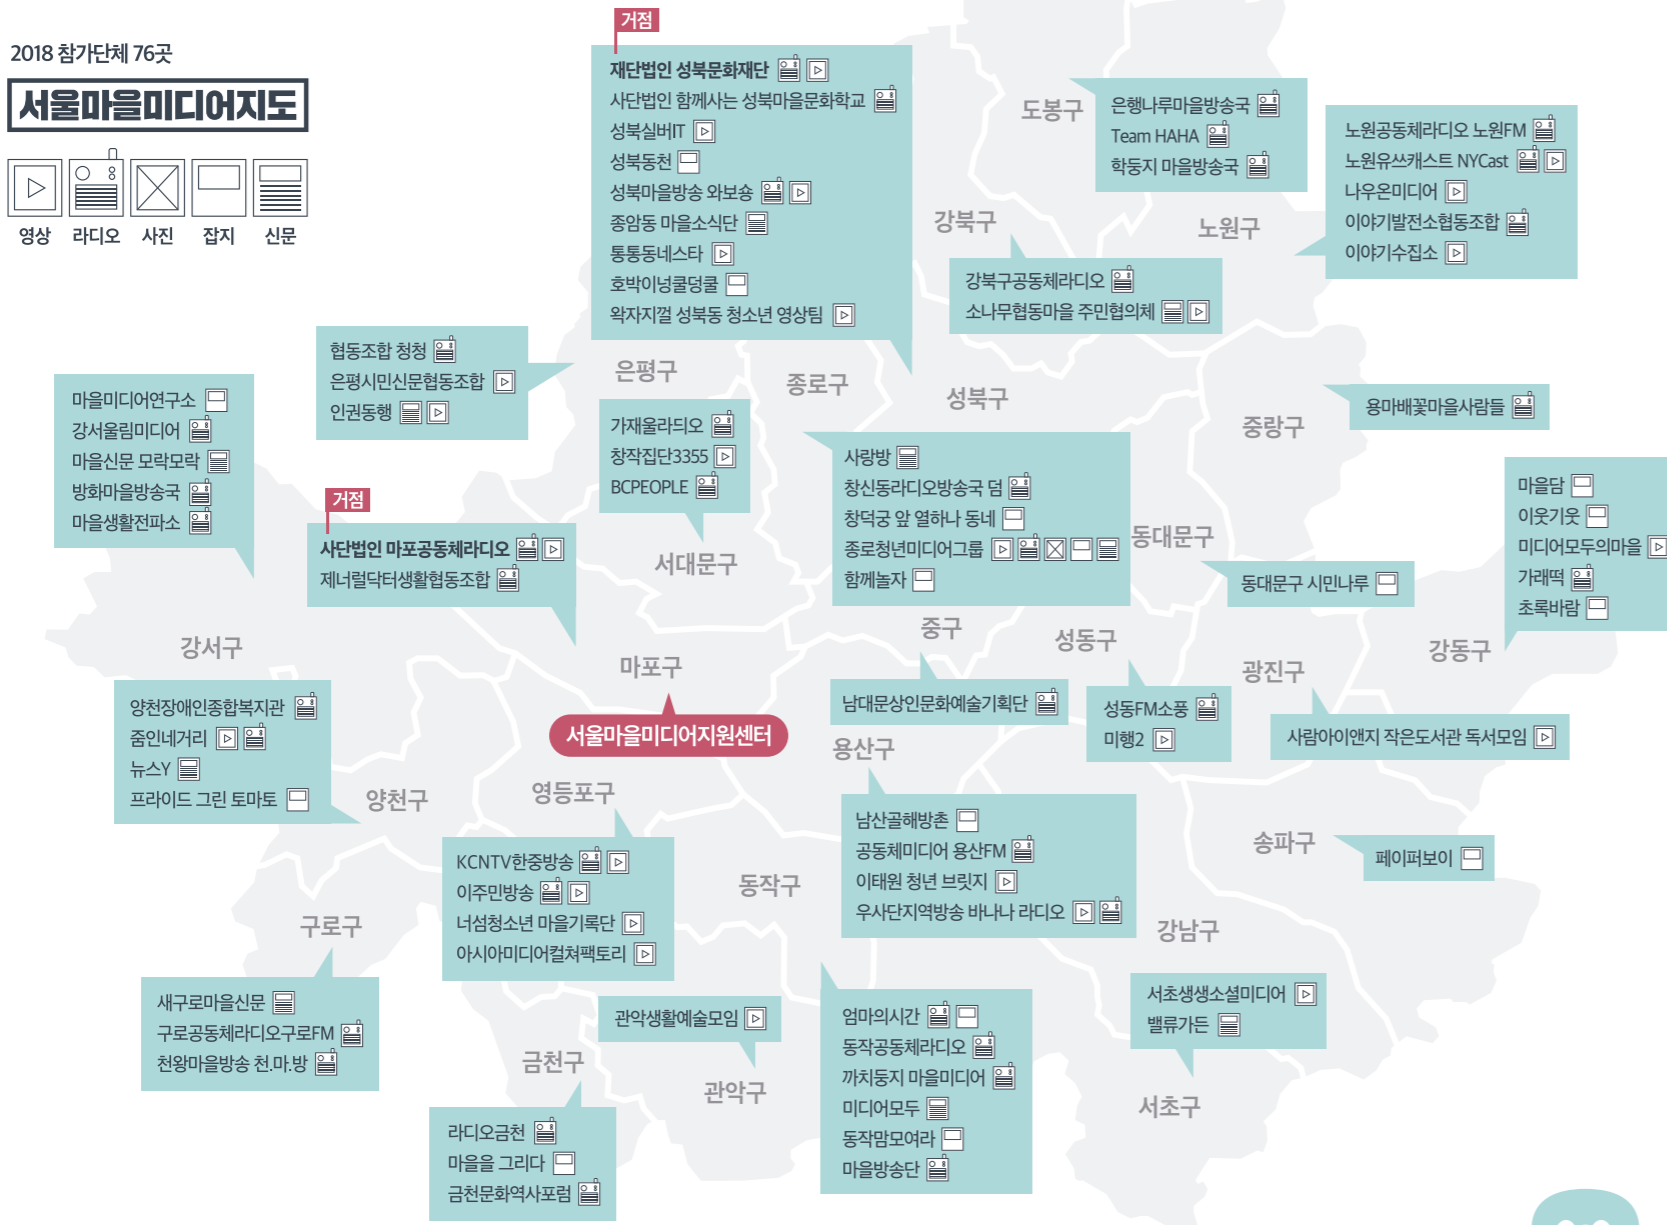 2018 참가단체 76곳
서울마을미디어지도
영상 라디오 사진 잡지 신문
거점
재단법인 성북문화재단
사단법인 함께사는 성북마을문화학교
성북실버IT
성북동천
성북마을방송 와보숑
종암동 마을소식단
통통동네스타
호박이넝쿨덩쿨
왁자지껄 성북동 청소년 영상팀
도봉구
은행나루마을방송국
Team HAHA
학둥지 마을방송국
노원공동체라디오 노원FM
노원유쓰캐스트 NYCast
나우온미디어
이야기발전소협동조합
이야기수집소
강북구
노원구
강북구공동체라디오
소나무협동마을 주민협의체
협동조합 청청
은평시민신문협동조합
인권동행
은평구
종로구
성북구
중랑구
용마배꽃마을사람들
마을미디어연구소
강서울림미디어
마을신문 모락모락
방화마을방송국
마을생활전파소
가재울라듸오
창작집단3355
BCPEOPLE
사랑방
창신동라디오방송국 덤
창덕궁 앞 열하나 동네
종로청년미디어그룹
함께놀자
거점
사단법인 마포공동체라디오
제너럴닥터생활협동조합
서대문구
동대문구
동대문구 시민나루
마을담
이웃기웃
미디어모두의마을
가래떡
초록바람
강서구
마포구
중구
성동구
광진구
강동구
서울마을미디어지원센터
양천장애인종합복지관
줌인네거리
뉴스Y
프라이드 그린 토마토
남대문상인문화예술기획단
성동FM소풍
미행2
사람아이앤지 작은도서관 독서모임
양천구
영등포구
용산구
송파구
페이퍼보이
KCNTV한중방송
이주민방송
너섬청소년 마을기록단
아시아미디어컬쳐팩토리
동작구
남산골해방촌
공동체미디어 용산FM
이태원 청년 브릿지
우사단지역방송 바나나 라디오
구로구
강남구
새구로마을신문
구로공동체라디오구로FM
천왕마을방송 천.마.방
관악생활예술모임
엄마의시간
동작공동체라디오
까치둥지 마을미디어
미디어모두
동작맘모여라
마을방송단
서초생생소셜미디어
밸류가든
금천구
관악구
서초구
라디오금천
마을을 그리다
금천문화역사포럼